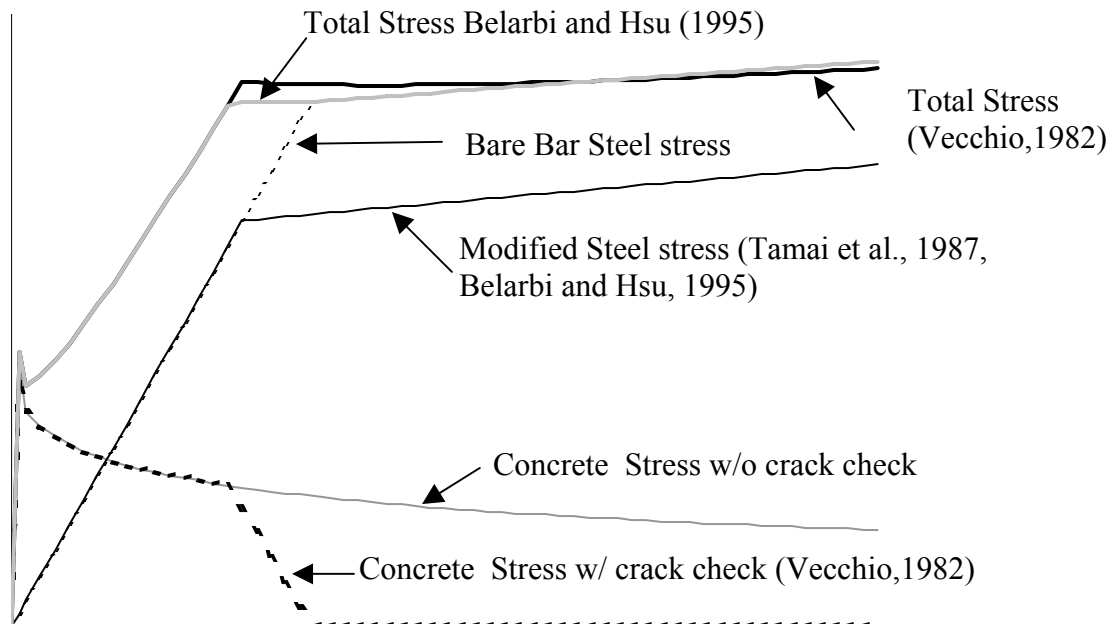 Total Stress Belarbi and Hsu (1995)
Total Stress
(Vecchio,1982)
Bare Bar Steel stress
Modified Steel stress (Tamai et al., 1987,
Belarbi and Hsu, 1995)
Concrete Stress w/o crack check
Concrete Stress w/ crack check (Vecchio,1982)